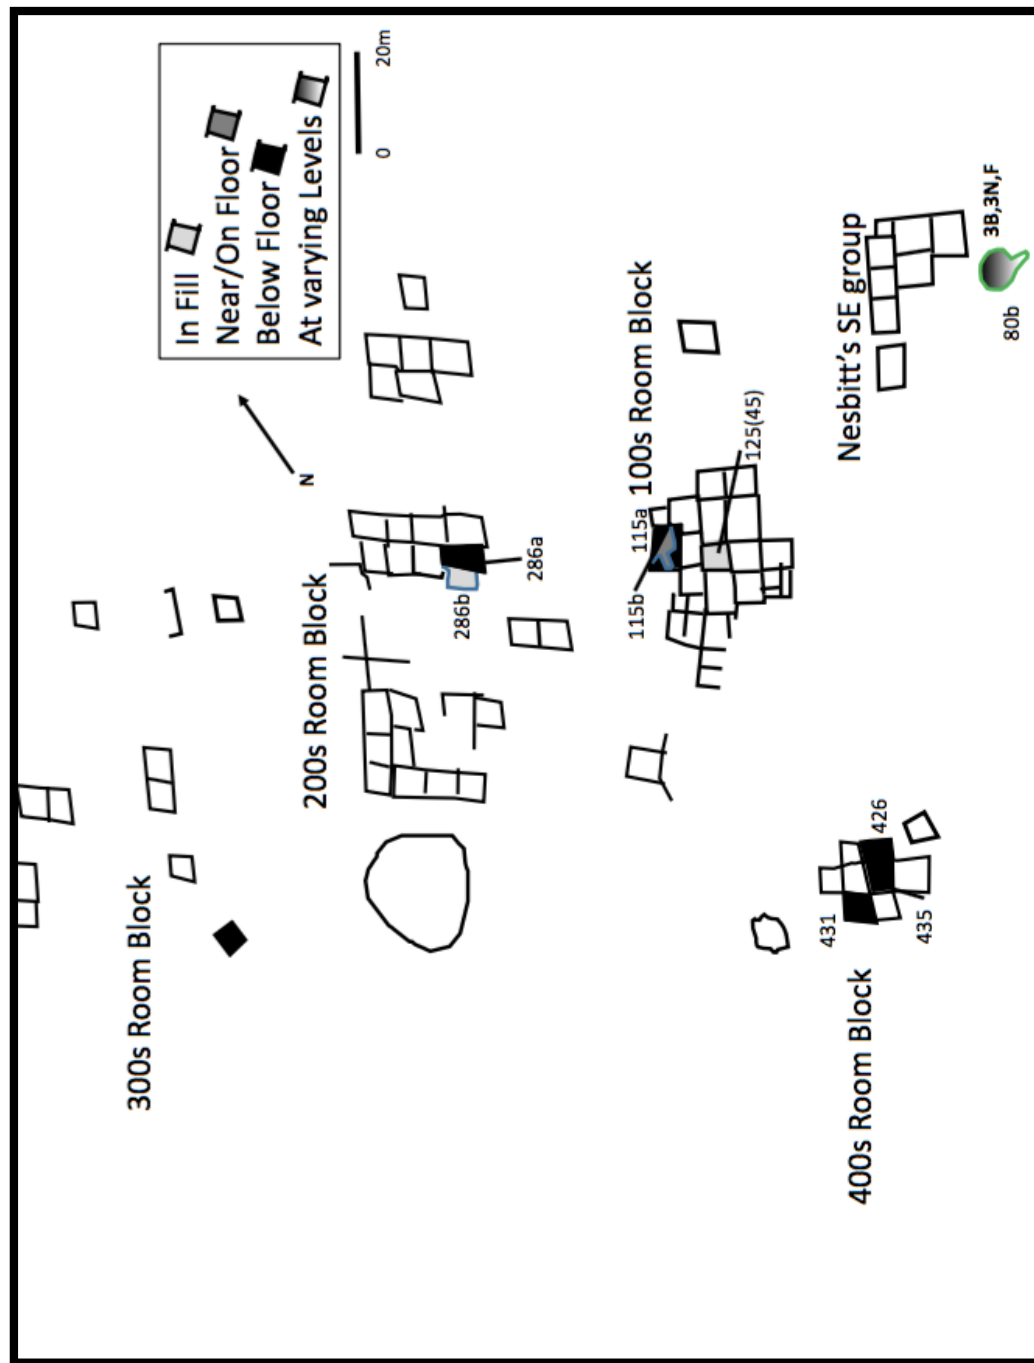 In Fill
Near/On Floor
Below Floor
At varying Levels
0
20m
N
300s Room Block
200s Room Block
286b
286a
100s Room Block
115a
115b
125(45)
Nesbitt's SE group
3B,3N,F
80b
400s Room Block
431
426
435